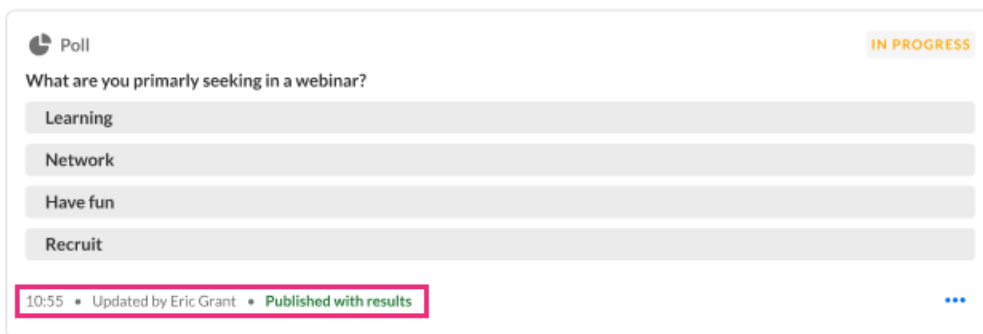 Poll
IN PROGRESS
What are you primarly seeking in a webinar?
Learning
Network
Have fun
Recruit
10:55 • Updated by Eric Grant • Published with results